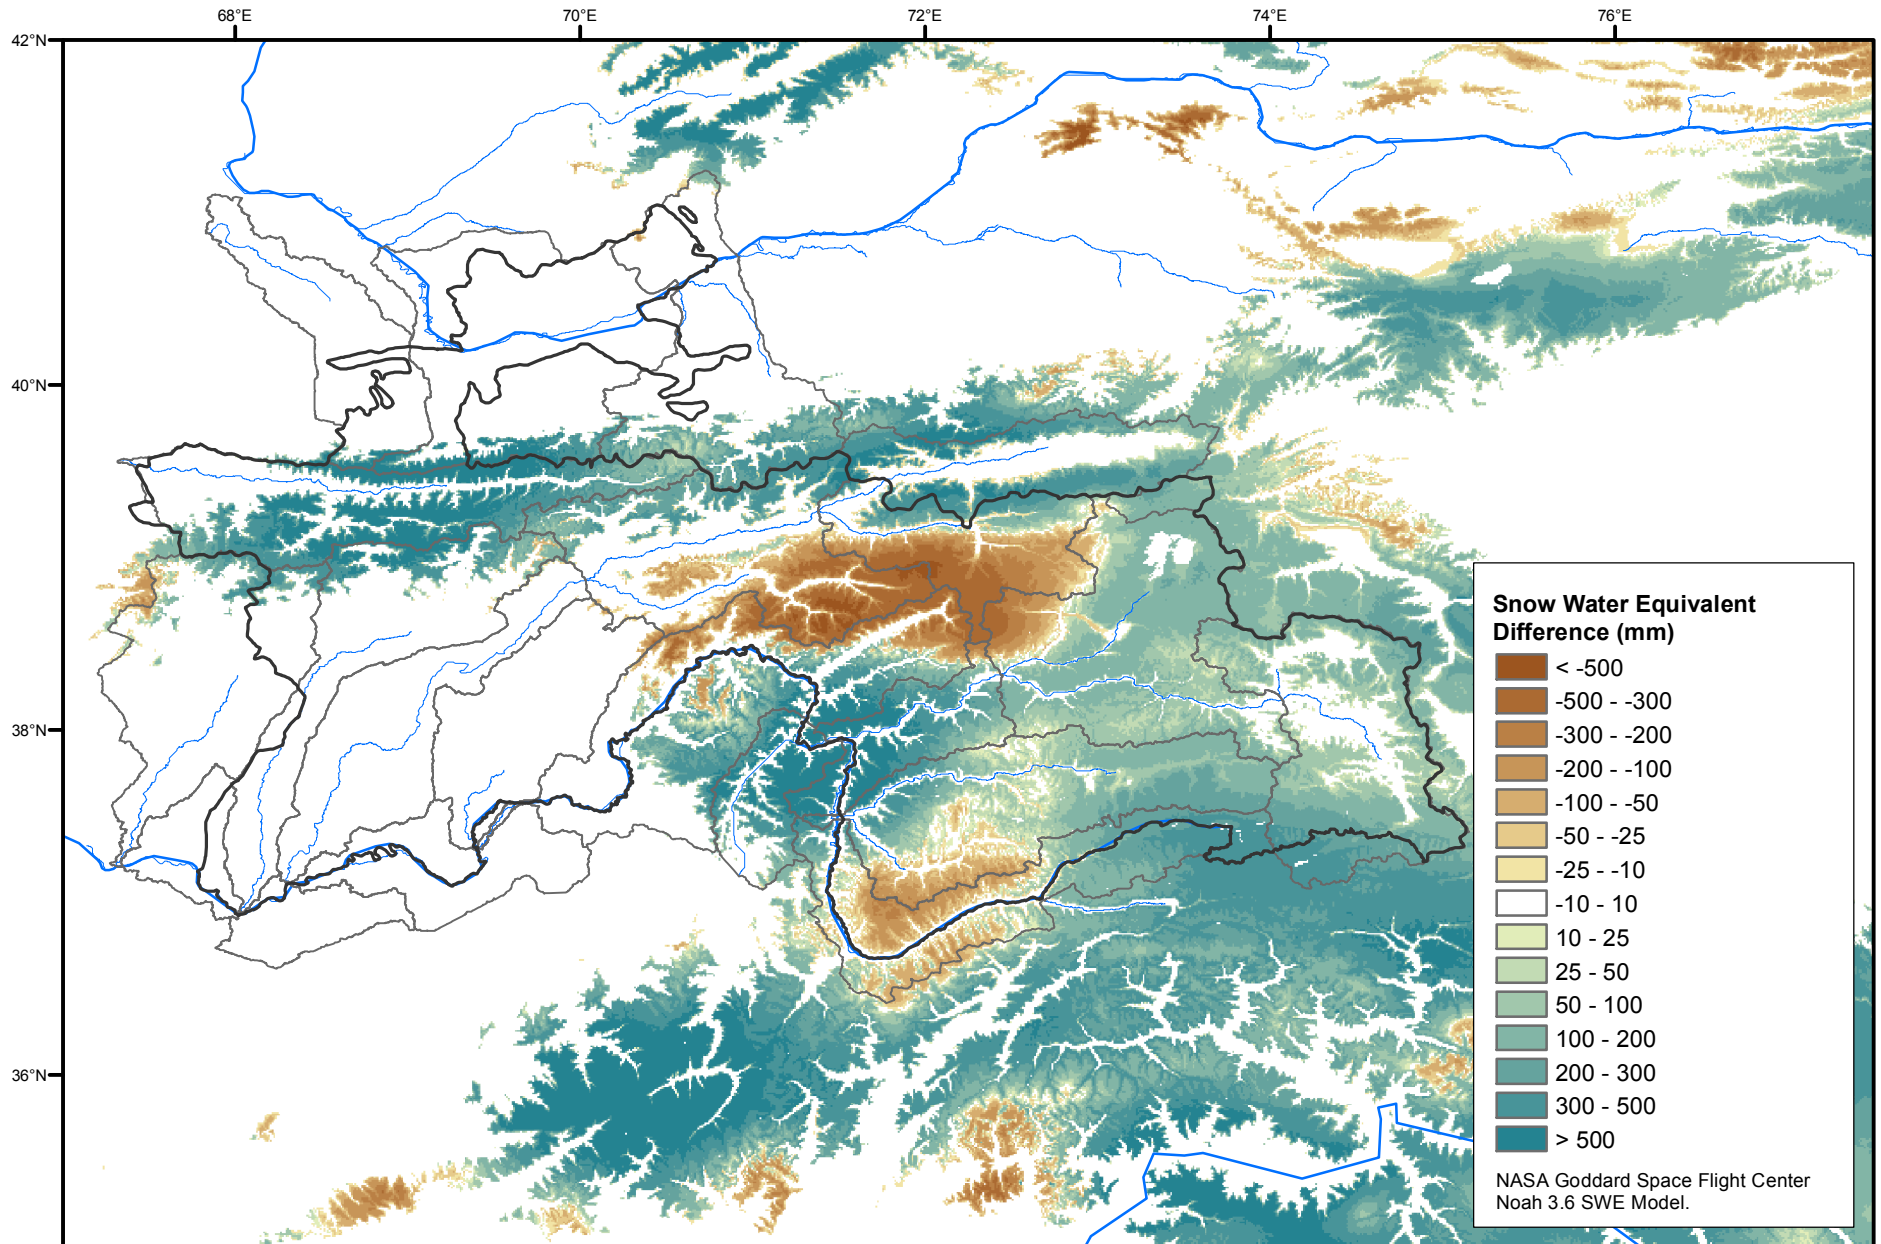 68°E 70°E 72°E 74°E 76°E
42°N
40°N
38°N
36°N
Snow Water Equivalent
Difference (mm)
< -500
-500 - -300
-300 - -200
-200 - -100
-100 - -50
-50 - -25
-25 - -10
-10 - 10
10 - 25
25 - 50
50 - 100
100 - 200
200 - 300
300 - 500
> 500
NASA Goddard Space Flight Center
Noah 3.6 SWE Model.